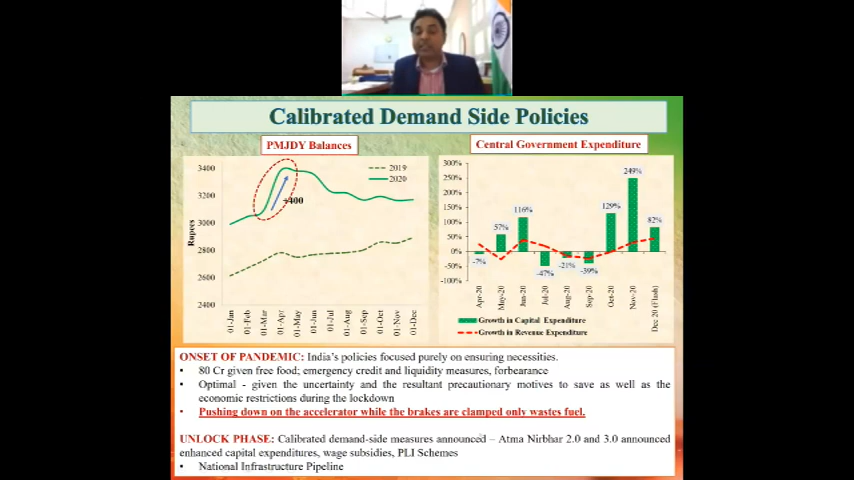 Calibrated Demand Side Policies
PMJDY Balances
3400
3200
3000
2800
2600
2400
Rupees
2019
2020
+400
01-Jan
01-Feb
01-Mar
01-Apr
01-May
01-Jun
01-Jul
01-Aug
01-Sep
01-Oct
01-Nov
01-Dec
Central Government Expenditure
300%
250%
200%
150%
100%
50%
0%
-50%
-100%
-7%
57%
116%
-47%
-21%
-39%
129%
249%
82%
Apr-20
May-20
Jun-20
Jul-20
Aug-20
Sep-20
Oct-20
Nov-20
Dec 20 (Flash)
Growth in Capital Expenditure
Growth in Revenue Expenditure
ONSET OF PANDEMIC: India's policies focused purely on ensuring necessities.
• 80 Cr given free food; emergency credit and liquidity measures, forbearance
• Optimal - given the uncertainty and the resultant precautionary motives to save as well as the
economic restrictions during the lockdown
• Pushing down on the accelerator while the brakes are clamped only wastes fuel.
UNLOCK PHASE: Calibrated demand-side measures announced – Atma Nirbhar 2.0 and 3.0 announced
enhanced capital expenditures, wage subsidies, PLI Schemes
• National Infrastructure Pipeline